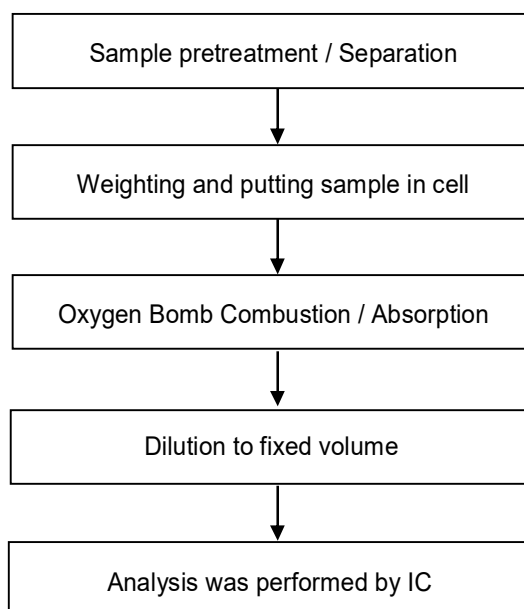 Sample pretreatment / Separation
Weighting and putting sample in cell
Oxygen Bomb Combustion / Absorption
Dilution to fixed volume
Analysis was performed by IC